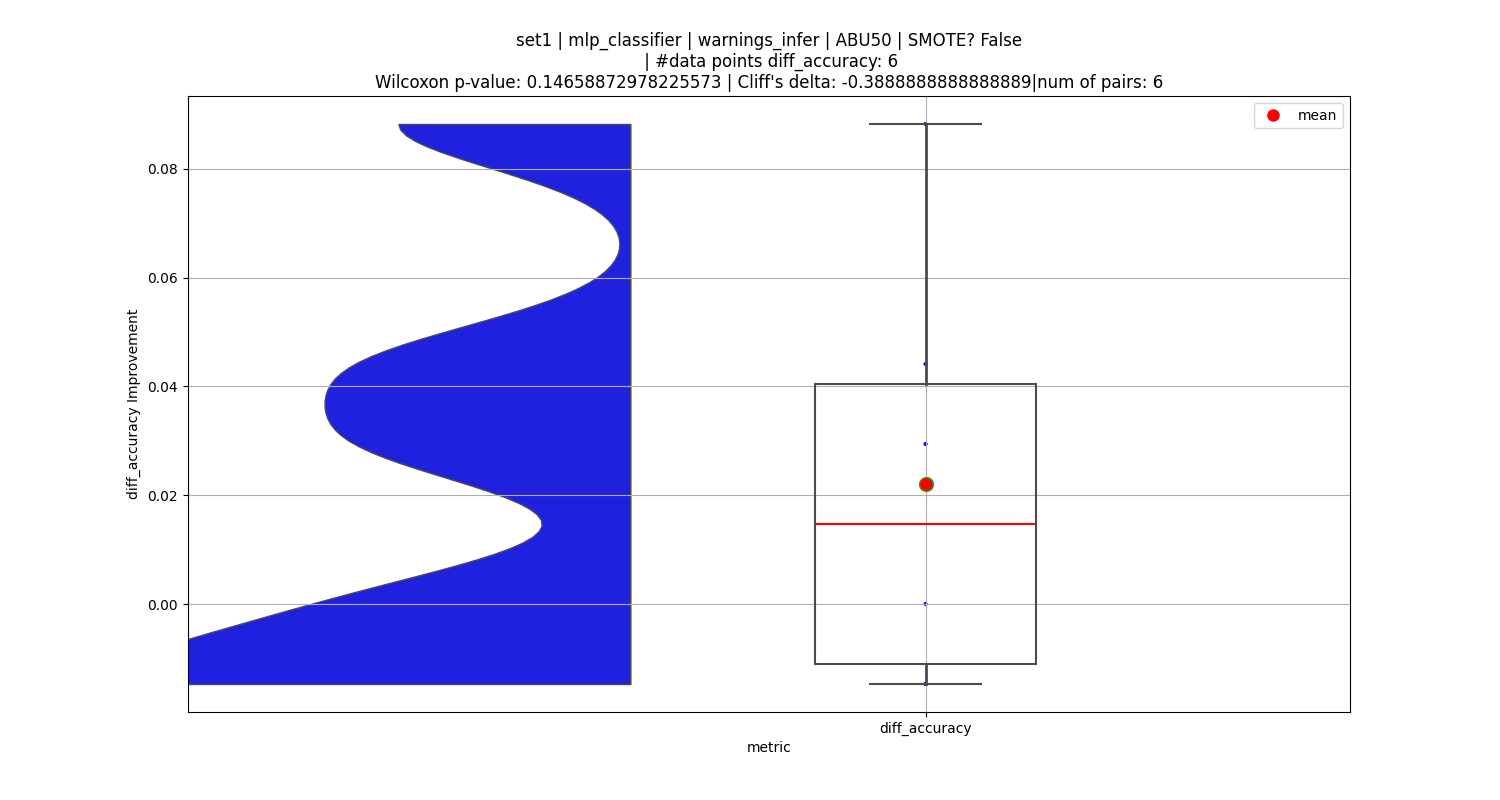 set1 | mlp_classifier | warnings_infer | ABU50 | SMOTE? False
| #data points diff_accuracy: 6
Wilcoxon p-value: 0.14658872978225573 | Cliff's delta: -0.3888888888888889|num of pairs: 6
mean
0.08
0.06
0.04
0.02
0.00
diff_accuracy Improvement
diff_accuracy
metric